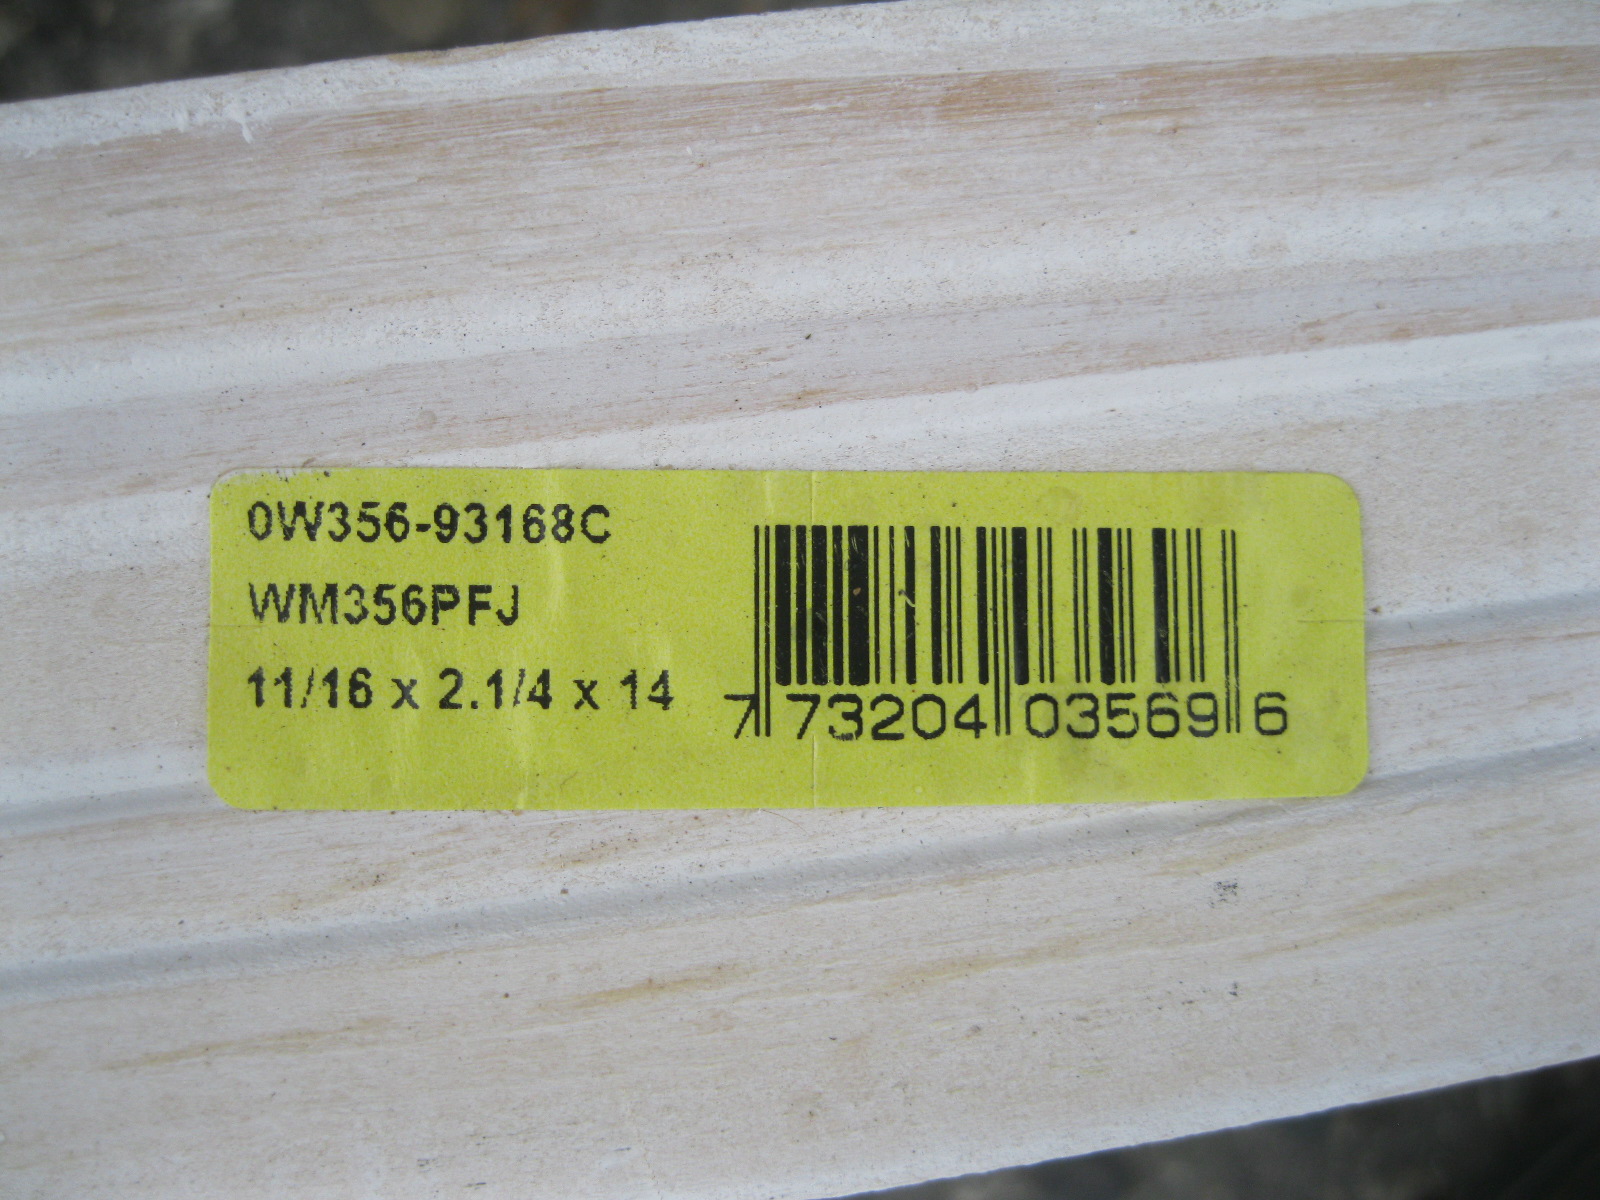 0W356-93168C
WM356PFJ
11/16 x 2.1/4 x 14
7 73204 03569 6